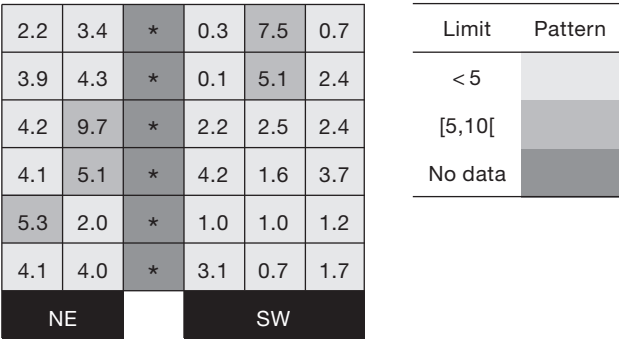 2.2 3.4 * 0.3 7.5 0.7
3.9 4.3 * 0.1 5.1 2.4
4.2 9.7 * 2.2 2.5 2.4
4.1 5.1 * 4.2 1.6 3.7
5.3 2.0 * 1.0 1.0 1.2
4.1 4.0 * 3.1 0.7 1.7
NE SW
Limit Pattern
< 5
[5,10[
No data